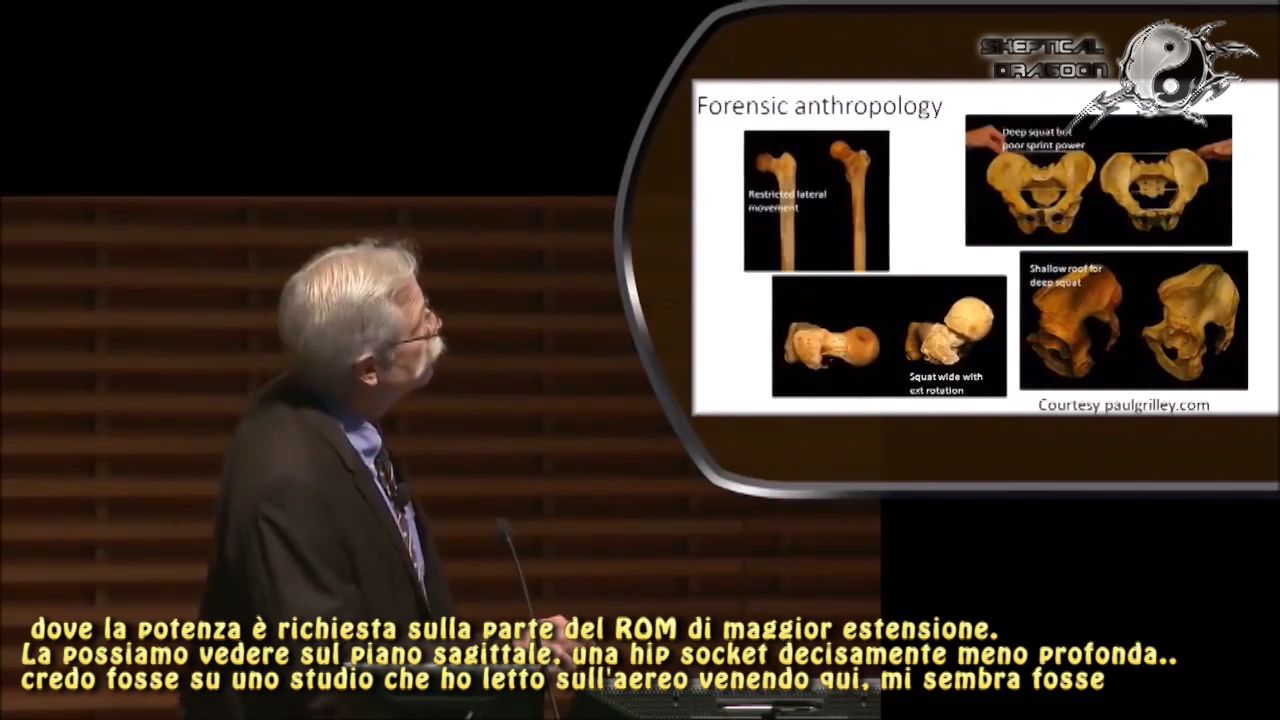 SKEPTICAL
DRAGOON
Forensic anthropology
Deep squat but
poor sprint power
Restricted lateral
movement
Shallow roof for
deep squat
Squat wide with
ext rotation
Courtesy paulgrilley.com
dove la potenza è richiesta sulla parte del ROM di maggior estensione.
La possiamo vedere sul piano sagittale, una hip socket decisamente meno profonda..
credo fosse su uno studio che ho letto sull'aereo venendo qui, mi sembra fosse